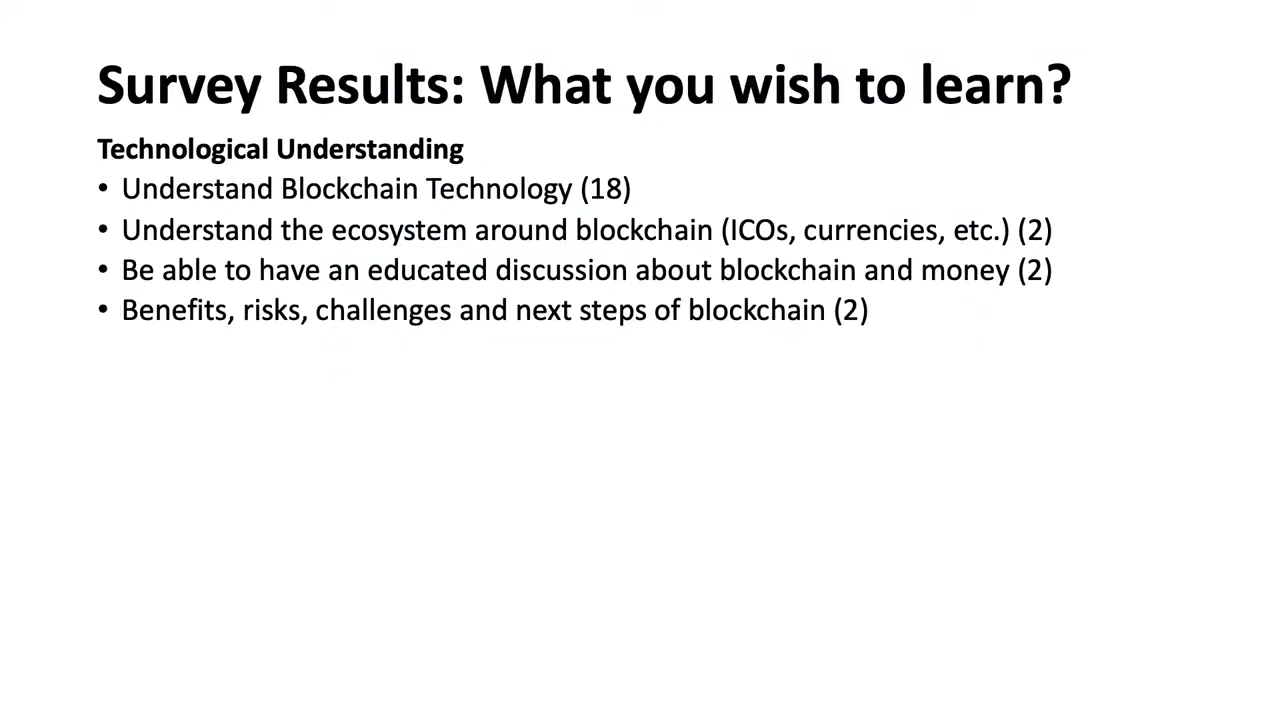 Survey Results: What you wish to learn?
Technological Understanding
• Understand Blockchain Technology (18)
• Understand the ecosystem around blockchain (ICOs, currencies, etc.) (2)
• Be able to have an educated discussion about blockchain and money (2)
• Benefits, risks, challenges and next steps of blockchain (2)